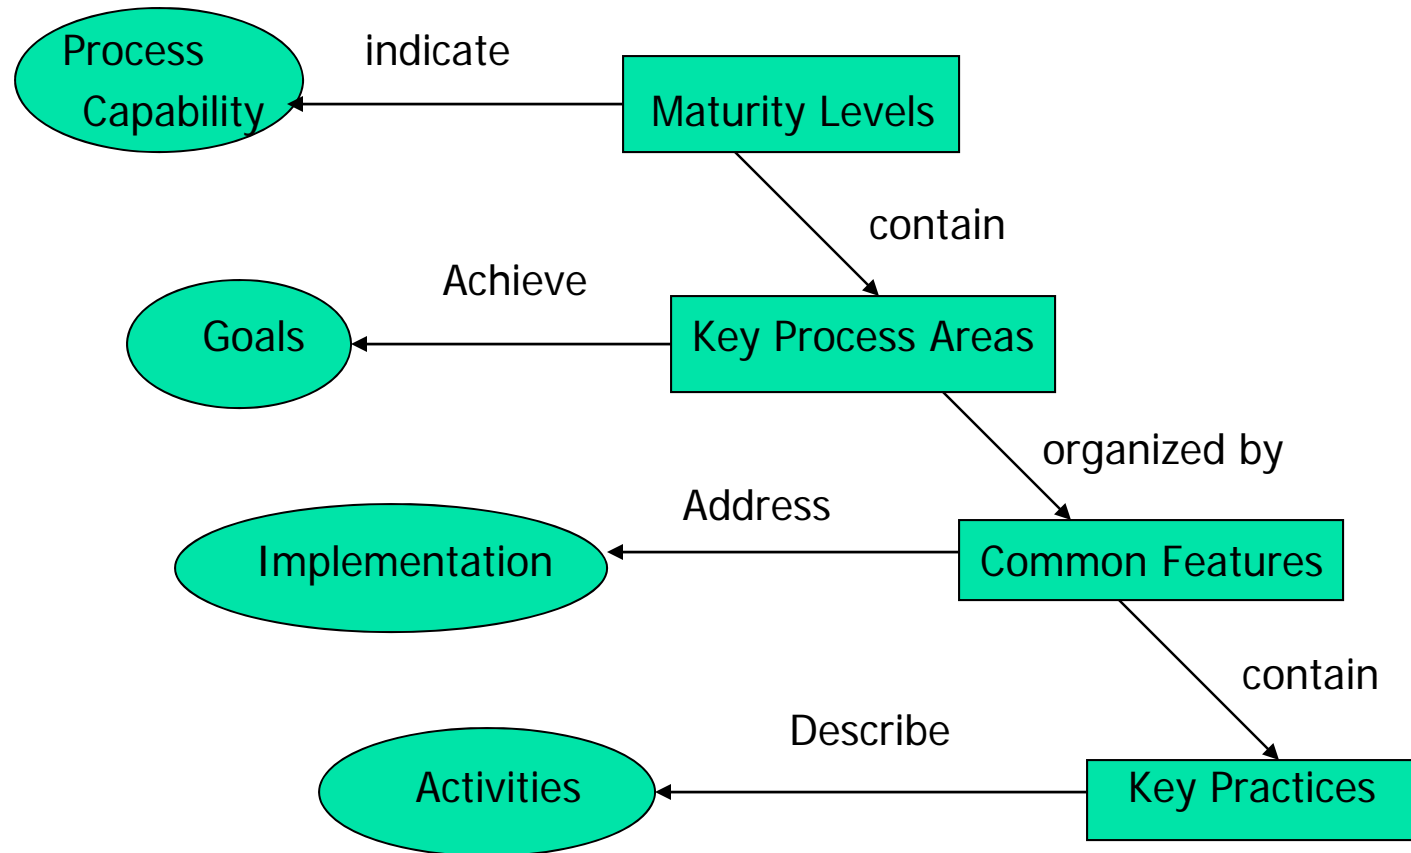 Process
Capability
indicate
Maturity Levels
contain
Achieve
Goals
Key Process Areas
organized by
Address
Implementation
Common Features
contain
Describe
Activities
Key Practices